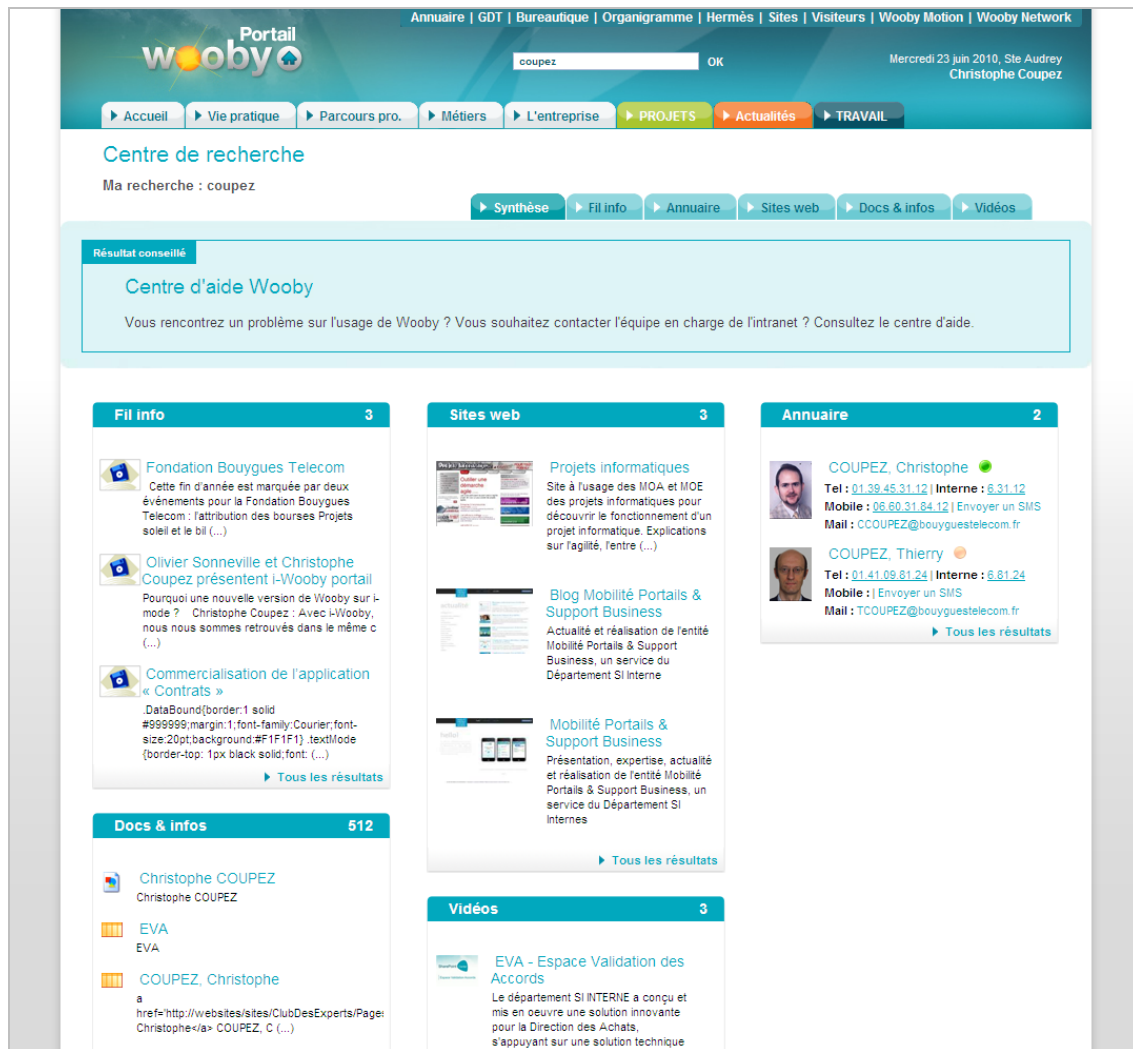 Annuaire | GDT | Bureautique | Organigramme | Hermès | Sites | Visiteurs | Wooby Motion | Wooby Network
Portail
wooby
coupez
OK
Mercredi 23 juin 2010, Ste Audrey
Christophe Coupez
Accueil
Vie pratique
Parcours pro.
Métiers
L'entreprise
PROJETS
Actualités
TRAVAIL
Centre de recherche
Ma recherche : coupez
Synthèse
Fil info
Annuaire
Sites web
Docs & infos
Vidéos
Résultat conseillé
Centre d'aide Wooby
Vous rencontrez un problème sur l'usage de Wooby ? Vous souhaitez contacter l'équipe en charge de l'intranet ? Consultez le centre d'aide.
Fil info 3
Fondation Bouygues Telecom
Cette fin d'année est marquée par deux
événements pour la Fondation Bouygues
Telecom : l'attribution des bourses Projets
soleil et le bil (...)
Olivier Sonneville et Christophe
Coupez présentent i-Wooby portail
Pourquoi une nouvelle version de Wooby sur i-
mode ? Christophe Coupez : Avec i-Wooby,
nous nous sommes retrouvés dans le même c
(...)
Commercialisation de l'application
« Contrats »
.DataBound{border:1 solid
#999999;margin:1;font-family:Courier;font-
size:20pt;background:#F1F1F1} .textMode
{border-top: 1px black solid;font: (...)
Tous les résultats
Docs & infos 512
Christophe COUPEZ
Christophe COUPEZ
EVA
EVA
COUPEZ, Christophe
a
href='http://websites/sites/ClubDesExperts/Page:
Christophe</a> COUPEZ, C (...)
Sites web 3
Projets informatiques
Site à l'usage des MOA et MOE
des projets informatiques pour
découvrir le fonctionnement d'un
projet informatique. Explications
sur l'agilité, l'entre (...)
Blog Mobilité Portails &
Support Business
Actualité et réalisation de l'entité
Mobilité Portails & Support
Business, un service du
Département SI Interne
Mobilité Portails &
Support Business
Présentation, expertise, actualité
et réalisation de l'entité Mobilité
Portails & Support Business, un
service du Département SI
Internes
Tous les résultats
Vidéos 3
EVA - Espace Validation des
Accords
Le département SI INTERNE a conçu et
mis en oeuvre une solution innovante
pour la Direction des Achats,
s'appuyant sur une solution technique
Annuaire 2
COUPEZ, Christophe
Tel : 01.39.45.31.12 | Interne : 6.31.12
Mobile : 06.60.31.84.12 | Envoyer un SMS
Mail : CCOUPEZ@bouyguestelecom.fr
COUPEZ, Thierry
Tel : 01.41.09.81.24 | Interne : 6.81.24
Mobile : | Envoyer un SMS
Mail : TCOUPEZ@bouyguestelecom.fr
Tous les résultats